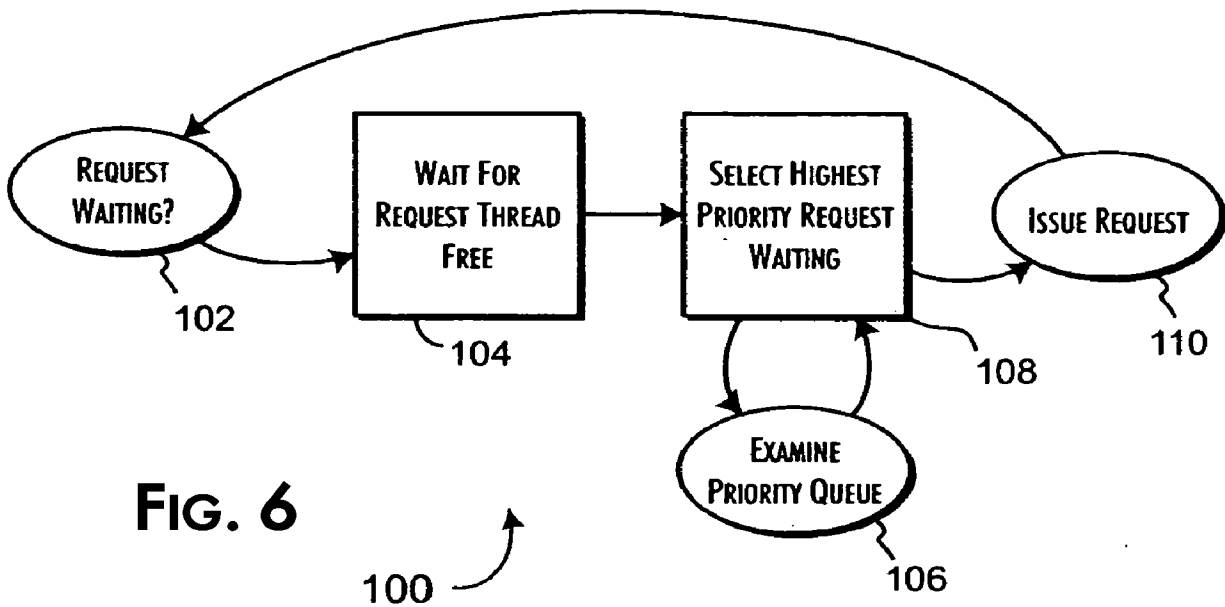 REQUEST
WAITING?
102
WAIT FOR
REQUEST THREAD
FREE
104
SELECT HIGHEST
PRIORITY REQUEST
WAITING
108
ISSUE REQUEST
110
EXAMINE
PRIORITY QUEUE
106
FIG. 6
100